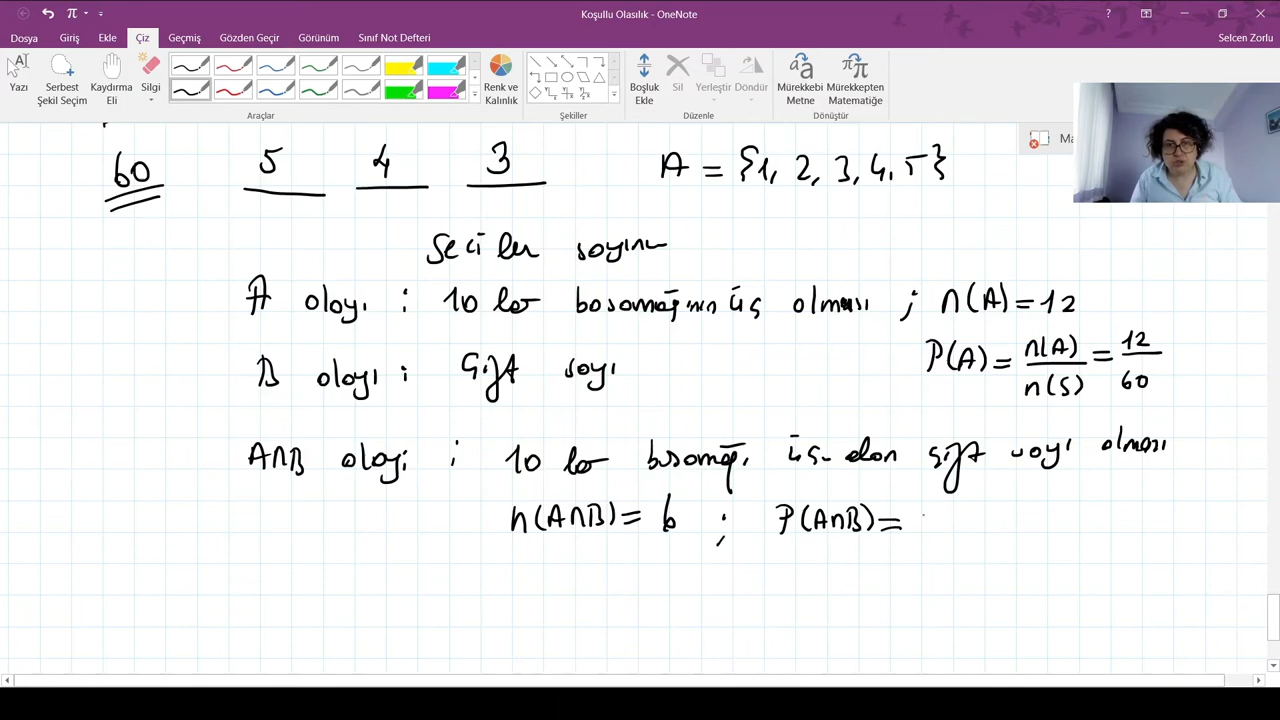 Koşullu Olasılık - OneNote
Dosya Giriş Ekle Çiz Geçmiş Gözden Geçir Görünüm Sınıf Not Defteri Selcen Zorlu
Yazı Serbest Şekil Seçim Kaydırma Eli Silgi Renk ve Kalınlık Boşluk Ekle Sil Yerleştir Döndür Mürekkebi Metne Mürekkepten Matematiğe
Araçlar Şekiller Düzenle Dönüştür
60 5 4 3 A = {1, 2, 3, 4, 5}
Seçilen sayının
A olayı : 10 lar basamağının üç olması ; n(A) = 12
P(A) = n(A)/n(S) = 12/60
B olayı : Çift sayı
A∩B olayı : 10 lar basamağı üç olan çift sayı olması
n(A∩B) = 6 ; P(A∩B) =